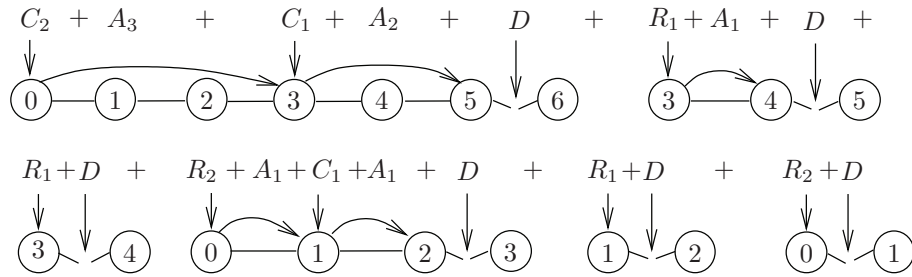 C₂ + A₃ + C₁ + A₂ + D + R₁ + A₁ + D +
0 1 2 3 4 5 6 3 4 5
R₁ + D + R₂ + A₁ + C₁ + A₁ + D + R₁ + D + R₂ + D
3 4 0 1 2 3 1 2 0 1